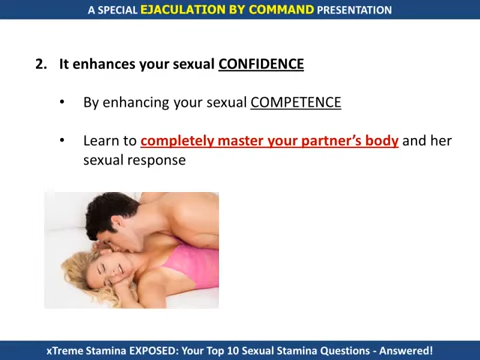 A SPECIAL EJACULATION BY COMMAND PRESENTATION
2. It enhances your sexual CONFIDENCE
• By enhancing your sexual COMPETENCE
• Learn to completely master your partner's body and her
sexual response
xTreme Stamina EXPOSED: Your Top 10 Sexual Stamina Questions - Answered!